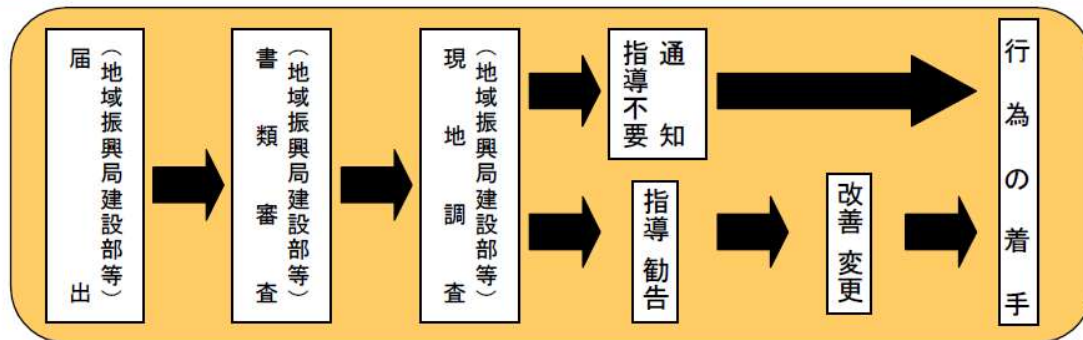 届出
（地域振興局建設部等）
書類審査
（地域振興局建設部等）
現地調査
（地域振興局建設部等）
通知
指導不要
指導勧告
改善変更
行為の着手